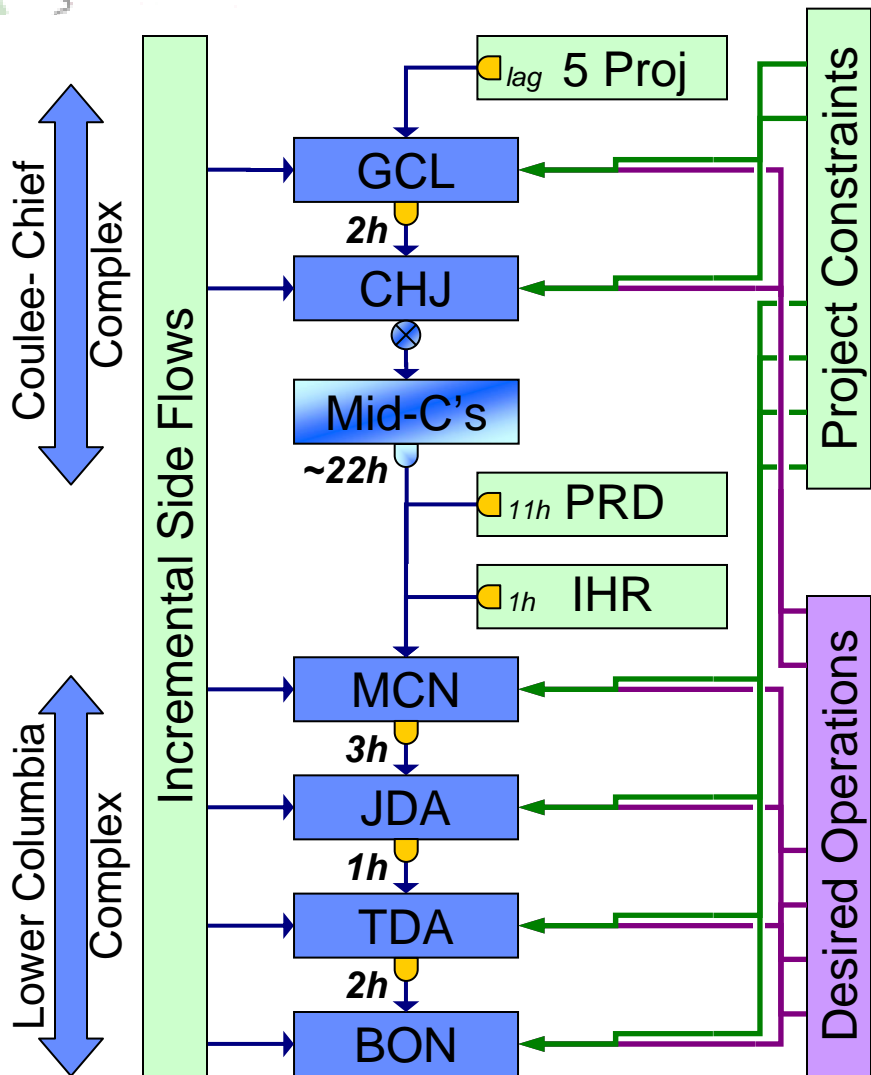 lag 5 Proj
GCL
2h
CHJ
Mid-C's
~22h
11h PRD
1h IHR
MCN
3h
JDA
1h
TDA
2h
BON
Coulee- Chief
Complex
Lower Columbia
Complex
Incremental Side Flows
Project Constraints
Desired Operations